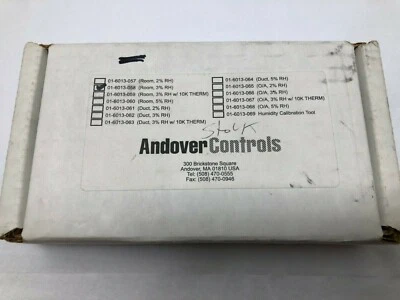 01-6013-057 (Room, 2% RH)
01-6013-058 (Room, 3% RH)
01-6013-059 (Room, 3% RH w/ 10K THERM)
01-6013-060 (Room, 5% RH)
01-6013-061 (Duct, 2% RH)
01-6013-062 (Duct, 3% RH)
01-6013-063 (Duct, 3% RH w/ 10K THERM)
01-6013-064 (Duct, 5% RH)
01-6013-065 (O/A, 2% RH)
01-6013-066 (O/A, 3% RH)
01-6013-067 (O/A, 3% RH w/ 10K THERM)
01-6013-068 (O/A, 5% RH)
01-6013-069 Humidity Calibration Tool
Stock
Andover Controls
300 Brickstone Square
Andover, MA 01810 USA
Tel: (508) 470-0555
Fax: (508) 470-0946